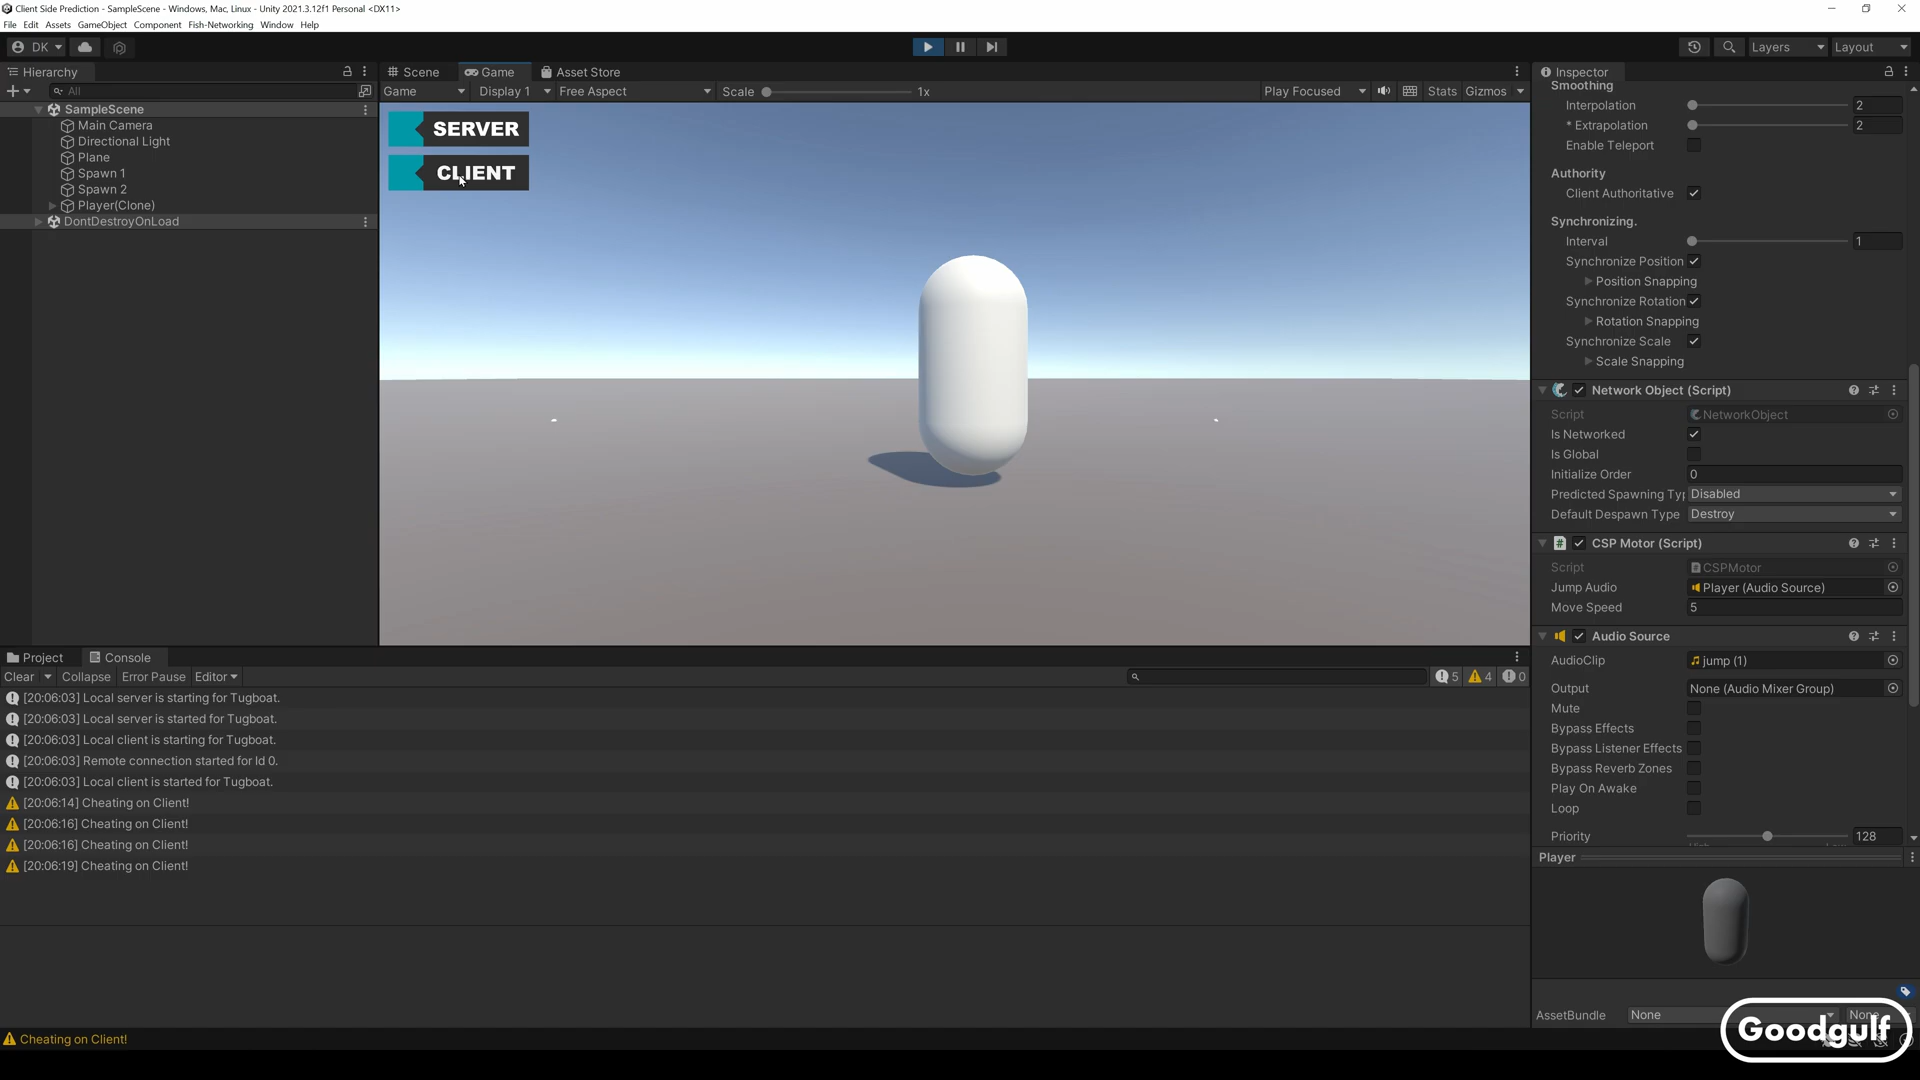 Client Side Prediction - SampleScene - Windows, Mac, Linux - Unity 2021.3.12f1 Personal <DX11>
File Edit Assets GameObject Component Fish-Networking Window Help
DK
Layers Layout
Hierarchy
All
SampleScene
Main Camera
Directional Light
Plane
Spawn 1
Spawn 2
Player(Clone)
DontDestroyOnLoad
Scene Game Asset Store
Game Display 1 Free Aspect Scale 1x Play Focused Stats Gizmos
SERVER
CLIENT
Project Console
Clear Collapse Error Pause Editor 5 4 0
[20:06:03] Local server is starting for Tugboat.
[20:06:03] Local server is started for Tugboat.
[20:06:03] Local client is starting for Tugboat.
[20:06:03] Remote connection started for Id 0.
[20:06:03] Local client is started for Tugboat.
[20:06:14] Cheating on Client!
[20:06:16] Cheating on Client!
[20:06:16] Cheating on Client!
[20:06:19] Cheating on Client!
Cheating on Client!
Inspector
Smoothing
Interpolation 2
* Extrapolation 2
Enable Teleport
Authority
Client Authoritative
Synchronizing.
Interval 1
Synchronize Position
Position Snapping
Synchronize Rotation
Rotation Snapping
Synchronize Scale
Scale Snapping
Network Object (Script)
Script NetworkObject
Is Networked
Is Global
Initialize Order 0
Predicted Spawning Typ Disabled
Default Despawn Type Destroy
CSP Motor (Script)
Script CSPMotor
Jump Audio Player (Audio Source)
Move Speed 5
Audio Source
AudioClip jump (1)
Output None (Audio Mixer Group)
Mute
Bypass Effects
Bypass Listener Effects
Bypass Reverb Zones
Play On Awake
Loop
Priority 128
Player
AssetBundle None None
Goodgulf